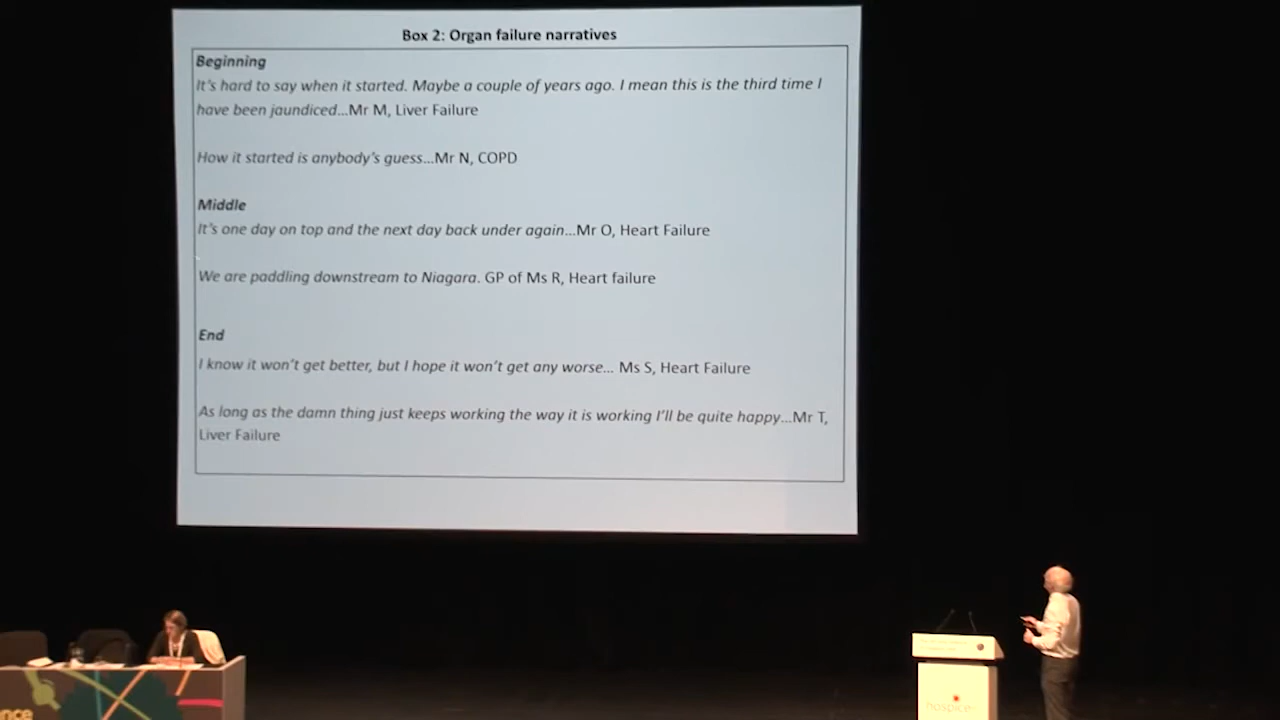 Box 2: Organ failure narratives
Beginning
It's hard to say when it started. Maybe a couple of years ago. I mean this is the third time I
have been jaundiced...Mr M, Liver Failure
How it started is anybody's guess...Mr N, COPD
Middle
It's one day on top and the next day back under again...Mr O, Heart Failure
We are paddling downstream to Niagara. GP of Ms R, Heart failure
End
I know it won't get better, but I hope it won't get any worse... Ms S, Heart Failure
As long as the damn thing just keeps working the way it is working I'll be quite happy...Mr T,
Liver Failure
nce
hospice